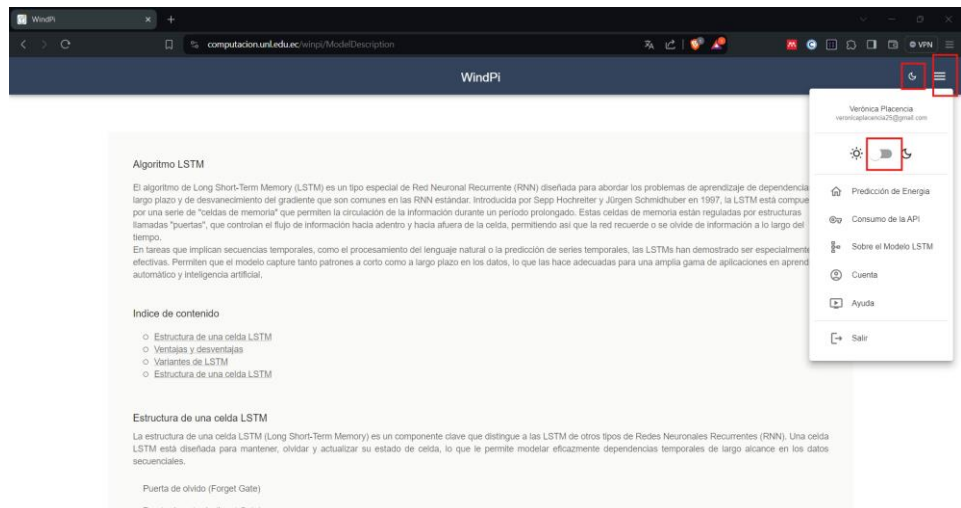 WindPi
computacion.unl.edu.ec/winpi/ModelDescription
VPN
WindPi
Verónica Placencia
veronicaplacencia25@gmail.com
Predicción de Energia
Consumo de la API
Sobre el Modelo LSTM
Cuenta
Ayuda
Salir
Algoritmo LSTM
El algoritmo de Long Short-Term Memory (LSTM) es un tipo especial de Red Neuronal Recurrente (RNN) diseñada para abordar los problemas de aprendizaje de dependencia
largo plazo y de desvanecimiento del gradiente que son comunes en las RNN estándar. Introducida por Sepp Hochreiter y Jürgen Schmidhuber en 1997, la LSTM está compue
por una serie de "celdas de memoria" que permiten la circulación de la información durante un período prolongado. Estas celdas de memoria están reguladas por estructuras
llamadas "puertas", que controlan el flujo de información hacia adentro y hacia afuera de la celda, permitiendo así que la red recuerde o se olvide de información a lo largo del
tiempo.
En tareas que implican secuencias temporales, como el procesamiento del lenguaje natural o la predicción de series temporales, las LSTMs han demostrado ser especialmente
efectivas. Permiten que el modelo capture tanto patrones a corto como a largo plazo en los datos, lo que las hace adecuadas para una amplia gama de aplicaciones en aprend
automático y inteligencia artificial.
Indice de contenido
Estructura de una celda LSTM
Ventajas y desventajas
Variantes de LSTM
Estructura de una celda LSTM
Estructura de una celda LSTM
La estructura de una celda LSTM (Long Short-Term Memory) es un componente clave que distingue a las LSTM de otros tipos de Redes Neuronales Recurrentes (RNN). Una celda
LSTM está diseñada para mantener, olvidar y actualizar su estado de celda, lo que le permite modelar eficazmente dependencias temporales de largo alcance en los datos
secuenciales.
Puerta de olvido (Forget Gate)